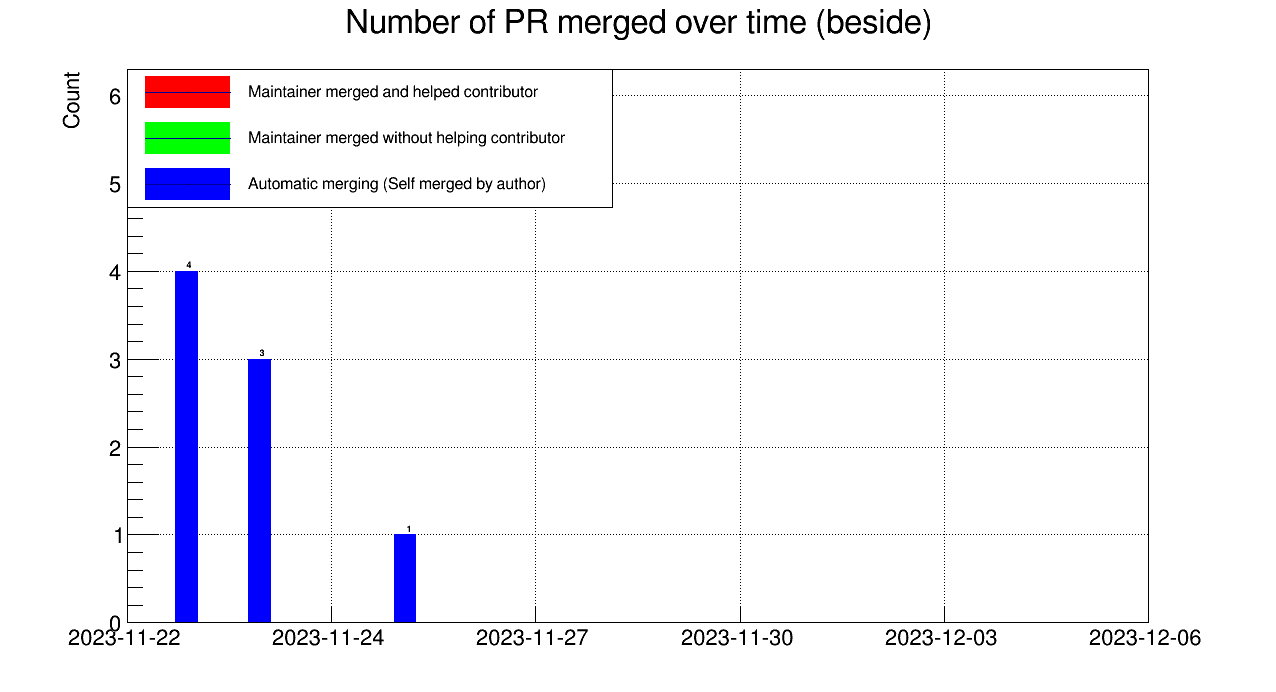 Number of PR merged over time (beside)
Count
Maintainer merged and helped contributor
Maintainer merged without helping contributor
Automatic merging (Self merged by author)
6
5
4
3
2
1
0
4
3
1
2023-11-22 2023-11-24 2023-11-27 2023-11-30 2023-12-03 2023-12-06